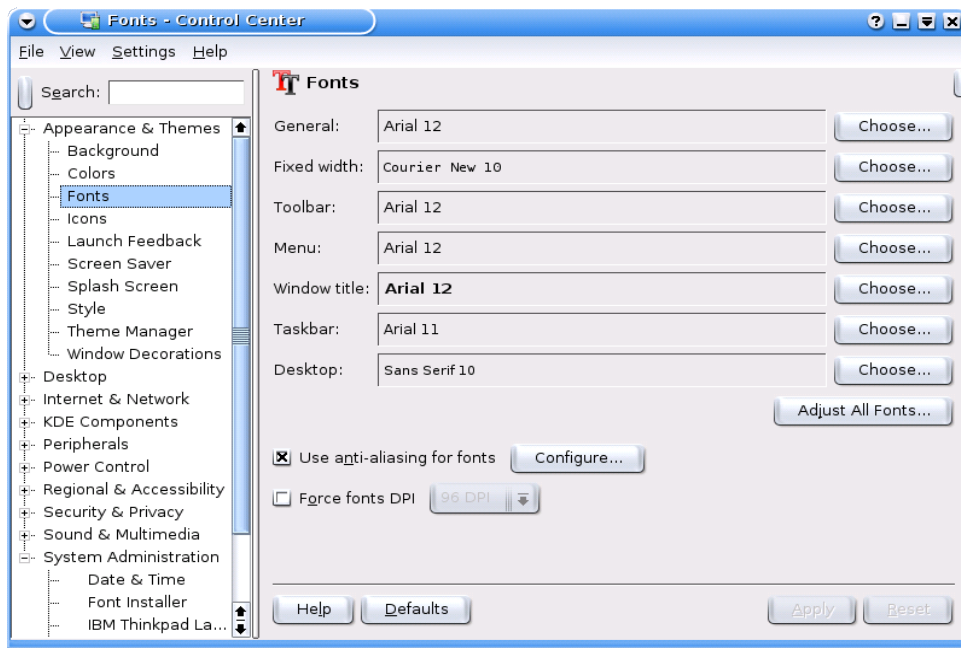 Fonts - Control Center
File View Settings Help
Search:
Appearance & Themes
Background
Colors
Fonts
Icons
Launch Feedback
Screen Saver
Splash Screen
Style
Theme Manager
Window Decorations
Desktop
Internet & Network
KDE Components
Peripherals
Power Control
Regional & Accessibility
Security & Privacy
Sound & Multimedia
System Administration
Date & Time
Font Installer
IBM Thinkpad La...
Fonts
General: Arial 12 Choose...
Fixed width: Courier New 10 Choose...
Toolbar: Arial 12 Choose...
Menu: Arial 12 Choose...
Window title: Arial 12 Choose...
Taskbar: Arial 11 Choose...
Desktop: Sans Serif 10 Choose...
Adjust All Fonts...
Use anti-aliasing for fonts Configure...
Force fonts DPI 96 DPI
Help Defaults Apply Reset